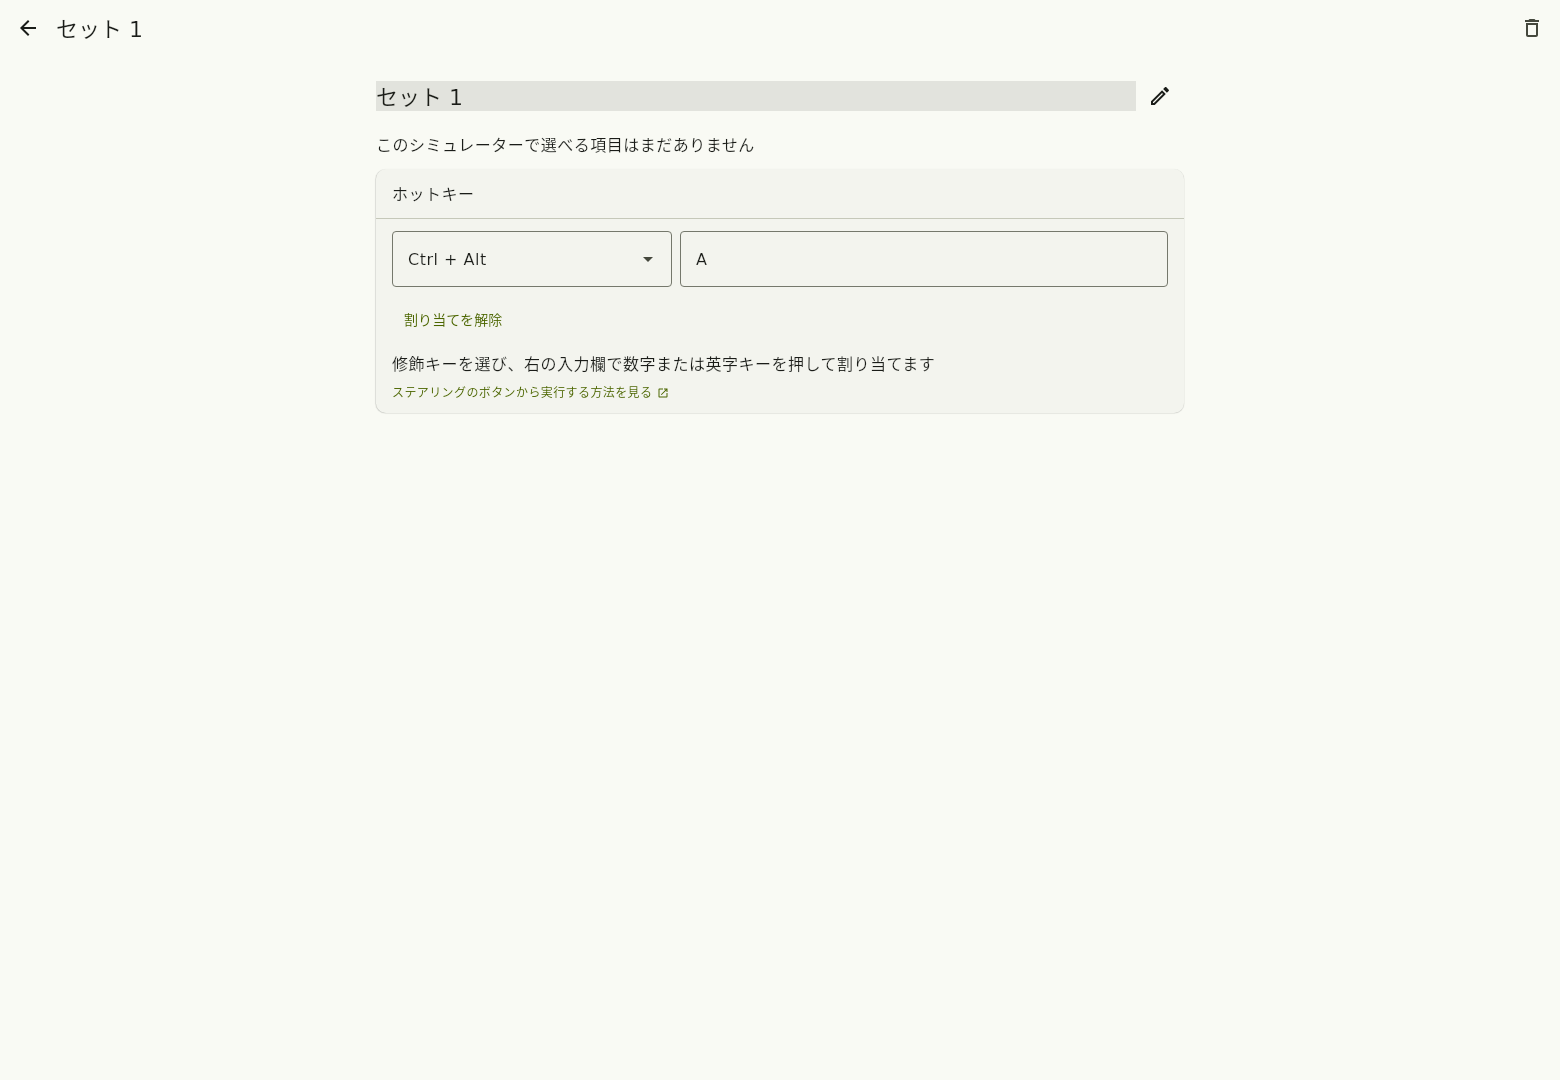 セット 1
セット 1
このシミュレーターで選べる項目はまだありません
ホットキー
Ctrl + Alt
A
割り当てを解除
修飾キーを選び、右の入力欄で数字または英字キーを押して割り当てます
ステアリングのボタンから実行する方法を見る